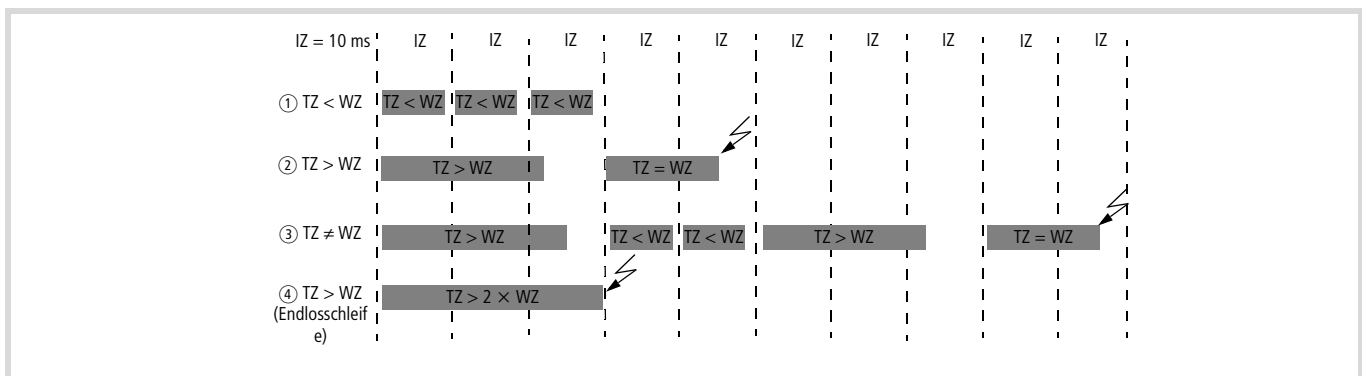 IZ = 10 ms IZ IZ IZ IZ IZ IZ IZ IZ IZ IZ
① TZ < WZ TZ < WZ TZ < WZ TZ < WZ
② TZ > WZ TZ > WZ TZ = WZ
③ TZ ≠ WZ TZ > WZ TZ < WZ TZ < WZ TZ > WZ TZ = WZ
④ TZ > WZ TZ > 2 × WZ
(Endlosschleif
e)